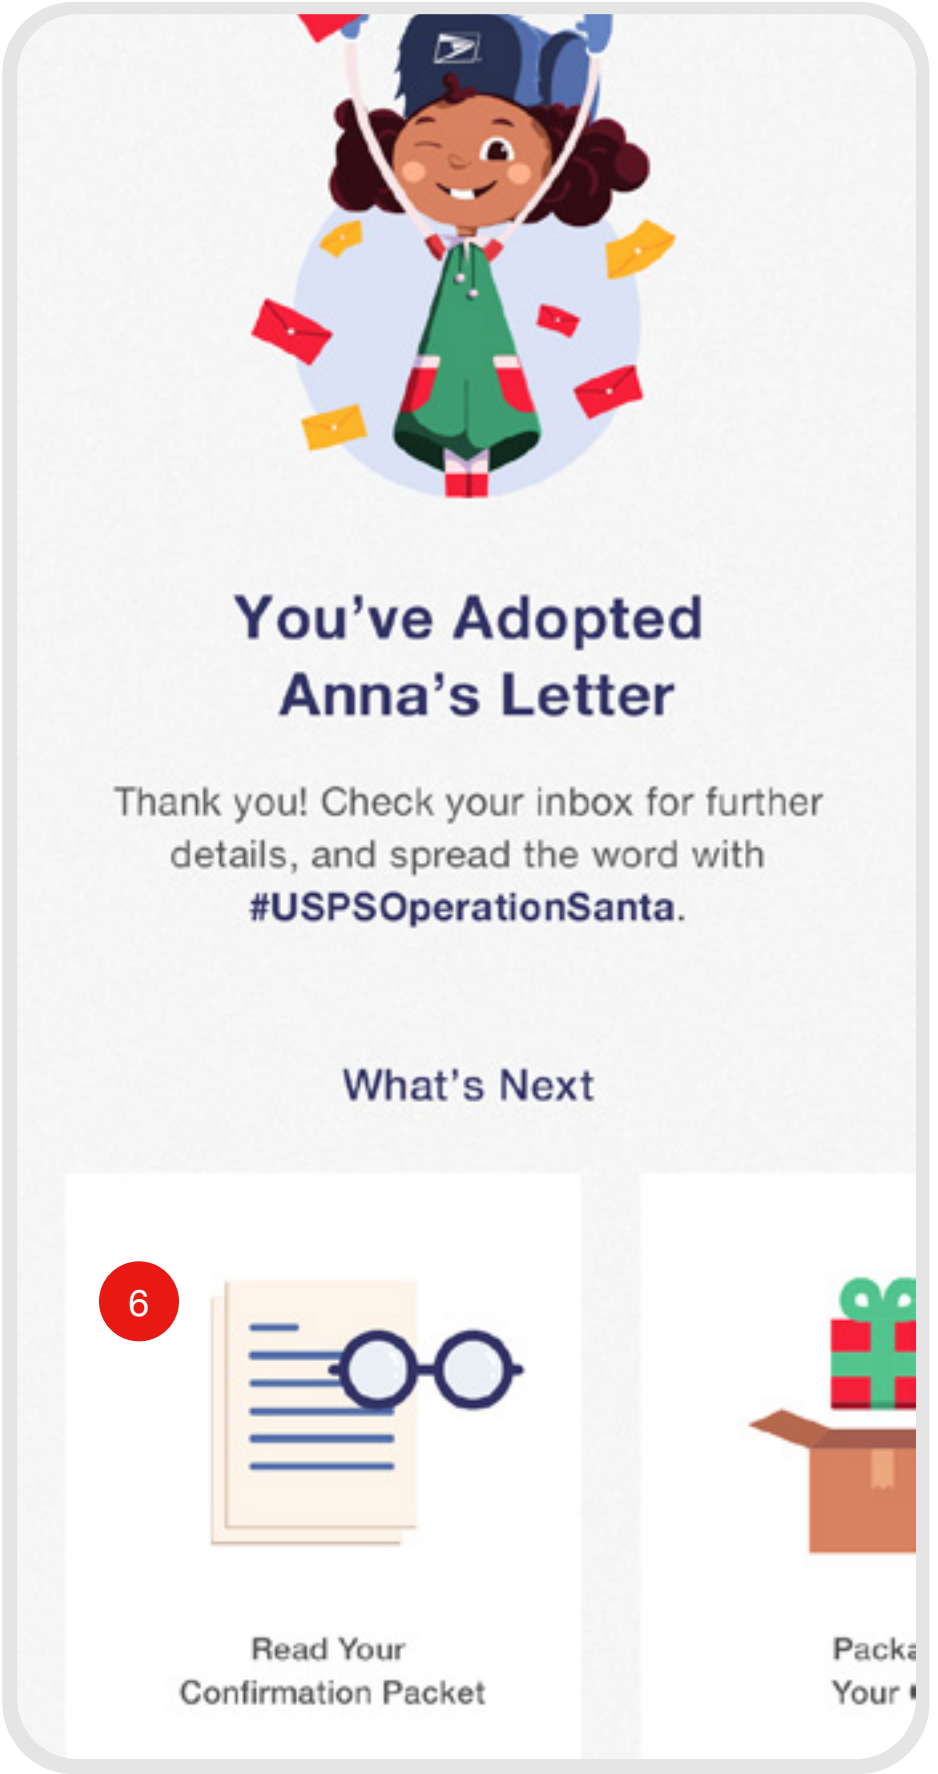 You’ve Adopted
Anna’s Letter
Thank you! Check your inbox for further
details, and spread the word with
#USPSOperationSanta.
What’s Next
6
Read Your
Confirmation Packet
Your